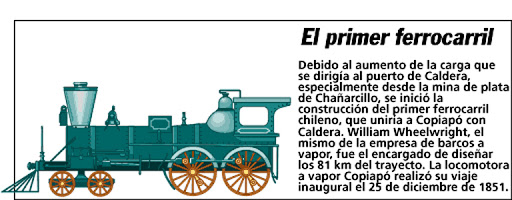 El primer ferrocarril
Debido al aumento de la carga que
se dirigía al puerto de Caldera,
especialmente desde la mina de plata
de Chañarcillo, se inició la
construcción del primer ferrocarril
chileno, que uniría a Copiapó con
Caldera. William Wheelwright, el
mismo de la empresa de barcos a
vapor, fue el encargado de diseñar
los 81 km del trayecto. La locomotora
a vapor Copiapó realizó su viaje
inaugural el 25 de diciembre de 1851.